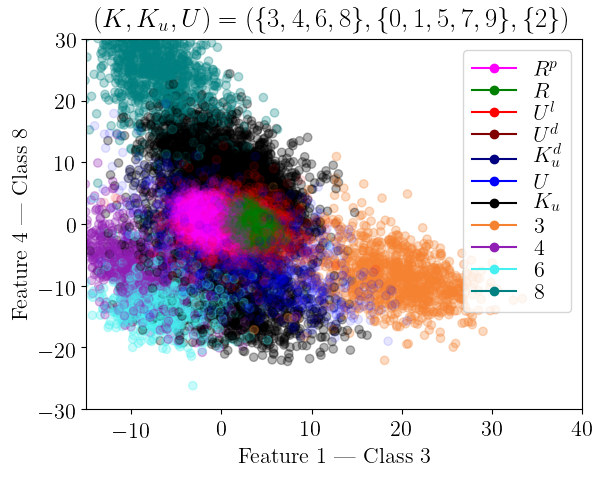 (K, K_u, U) = ({3, 4, 6, 8}, {0, 1, 5, 7, 9}, {2})
30
20
10
0
−10
−20
−30
Feature 4 — Class 8
−10
0
10
20
30
40
Feature 1 — Class 3
R^p
R
U^l
U^d
K_u^d
U
K_u
3
4
6
8